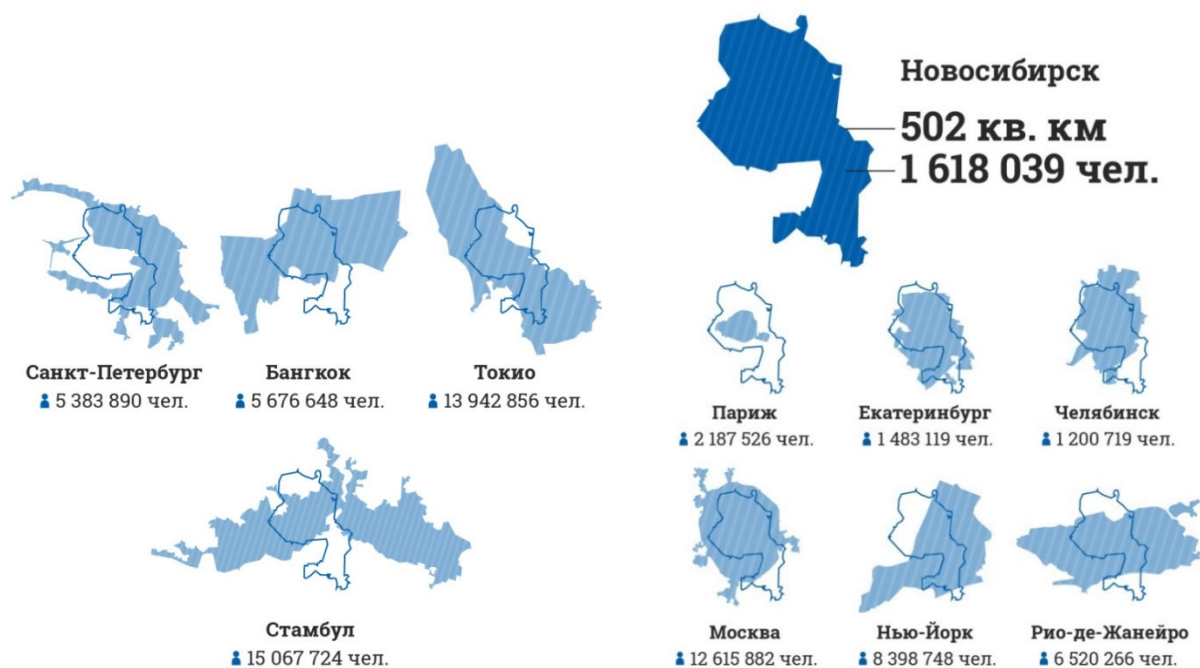 Новосибирск
502 кв. км
1 618 039 чел.
Санкт-Петербург
5 383 890 чел.
Бангкок
5 676 648 чел.
Токио
13 942 856 чел.
Париж
2 187 526 чел.
Екатеринбург
1 483 119 чел.
Челябинск
1 200 719 чел.
Стамбул
15 067 724 чел.
Москва
12 615 882 чел.
Нью-Йорк
8 398 748 чел.
Рио-де-Жанейро
6 520 266 чел.